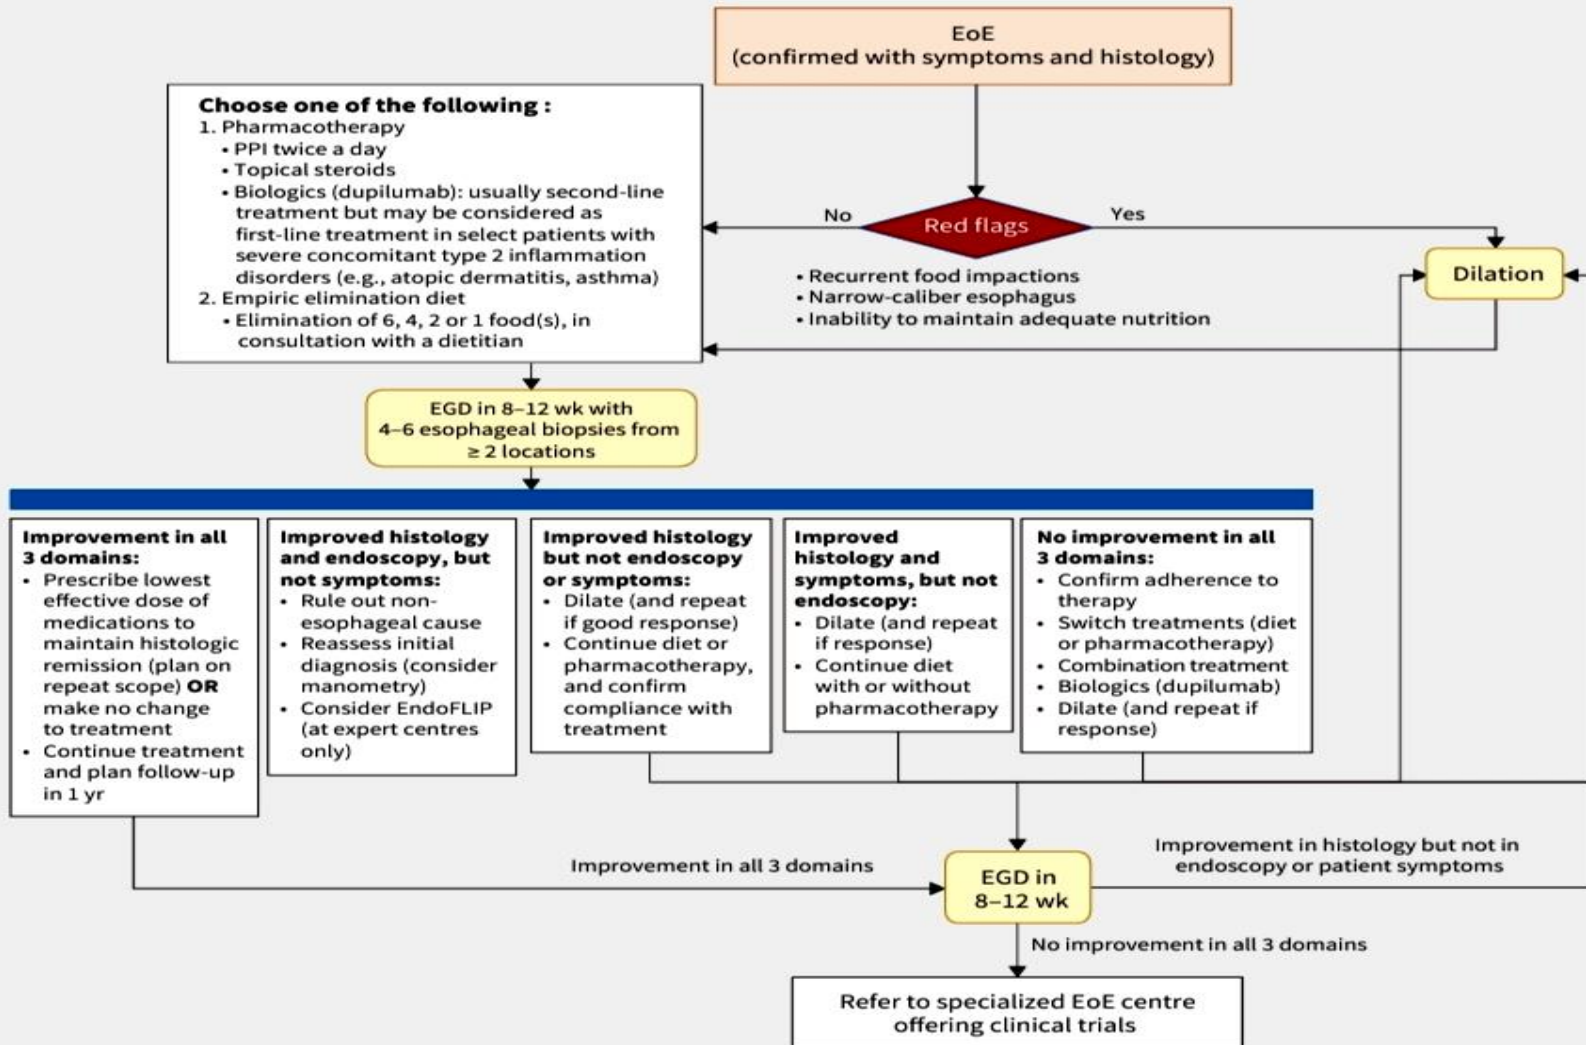 EoE
(confirmed with symptoms and histology)
Choose one of the following :
1. Pharmacotherapy
• PPI twice a day
• Topical steroids
• Biologics (dupilumab): usually second-line
treatment but may be considered as
first-line treatment in select patients with
severe concomitant type 2 inflammation
disorders (e.g., atopic dermatitis, asthma)
2. Empiric elimination diet
• Elimination of 6, 4, 2 or 1 food(s), in
consultation with a dietitian
No
Red flags
Yes
• Recurrent food impactions
• Narrow-caliber esophagus
• Inability to maintain adequate nutrition
Dilation
EGD in 8–12 wk with
4–6 esophageal biopsies from
≥ 2 locations
Improvement in all
3 domains:
• Prescribe lowest
effective dose of
medications to
maintain histologic
remission (plan on
repeat scope) OR
make no change
to treatment
• Continue treatment
and plan follow-up
in 1 yr
Improved histology
and endoscopy, but
not symptoms:
• Rule out non-
esophageal cause
• Reassess initial
diagnosis (consider
manometry)
• Consider EndoFLIP
(at expert centres
only)
Improved histology
but not endoscopy
or symptoms:
• Dilate (and repeat
if good response)
• Continue diet or
pharmacotherapy,
and confirm
compliance with
treatment
Improved
histology and
symptoms, but not
endoscopy:
• Dilate (and repeat
if response)
• Continue diet
with or without
pharmacotherapy
No improvement in all
3 domains:
• Confirm adherence to
therapy
• Switch treatments (diet
or pharmacotherapy)
• Combination treatment
• Biologics (dupilumab)
• Dilate (and repeat if
response)
Improvement in all 3 domains
EGD in
8–12 wk
Improvement in histology but not in
endoscopy or patient symptoms
No improvement in all 3 domains
Refer to specialized EoE centre
offering clinical trials